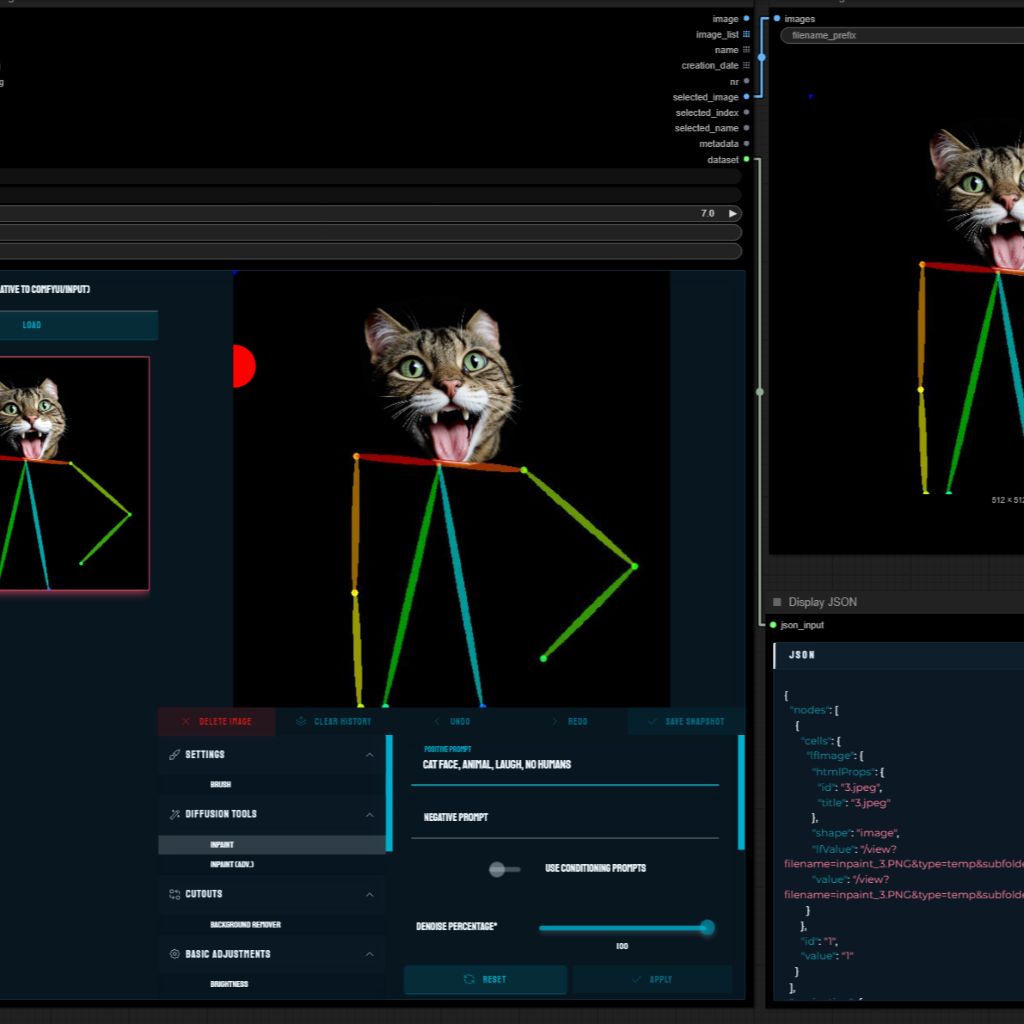 image
image_list
name
creation_date
nr
selected_image
selected_index
selected_name
metadata
dataset
7.0
images
filename_prefix
ATIVE TO COMFYUI/INPUT)
LOAD
512 × 512
DELETE IMAGE
CLEAR HISTORY
UNDO
REDO
SAVE SNAPSHOT
SETTINGS
BRUSH
DIFFUSION TOOLS
INPAINT
INPAINT (ADV.)
CUTOUTS
BACKGROUND REMOVER
BASIC ADJUSTMENTS
BRIGHTNESS
POSITIVE PROMPT
CAT FACE, ANIMAL, LAUGH, NO HUMANS
NEGATIVE PROMPT
USE CONDITIONING PROMPTS
DENOISE PERCENTAGE*
100
RESET
APPLY
Display JSON
json_input
JSON
{
"nodes": [
{
"cells": {
"lfImage": {
"htmlProps": {
"id": "3.jpeg",
"title": "3.jpeg"
},
"shape": "image",
"lfValue": "/view?
filename=inpaint_3.PNG&type=temp&subfolde
"value": "/view?
filename=inpaint_3.PNG&type=temp&subfolde
}
},
"id": "1",
"value": "1"
}
],